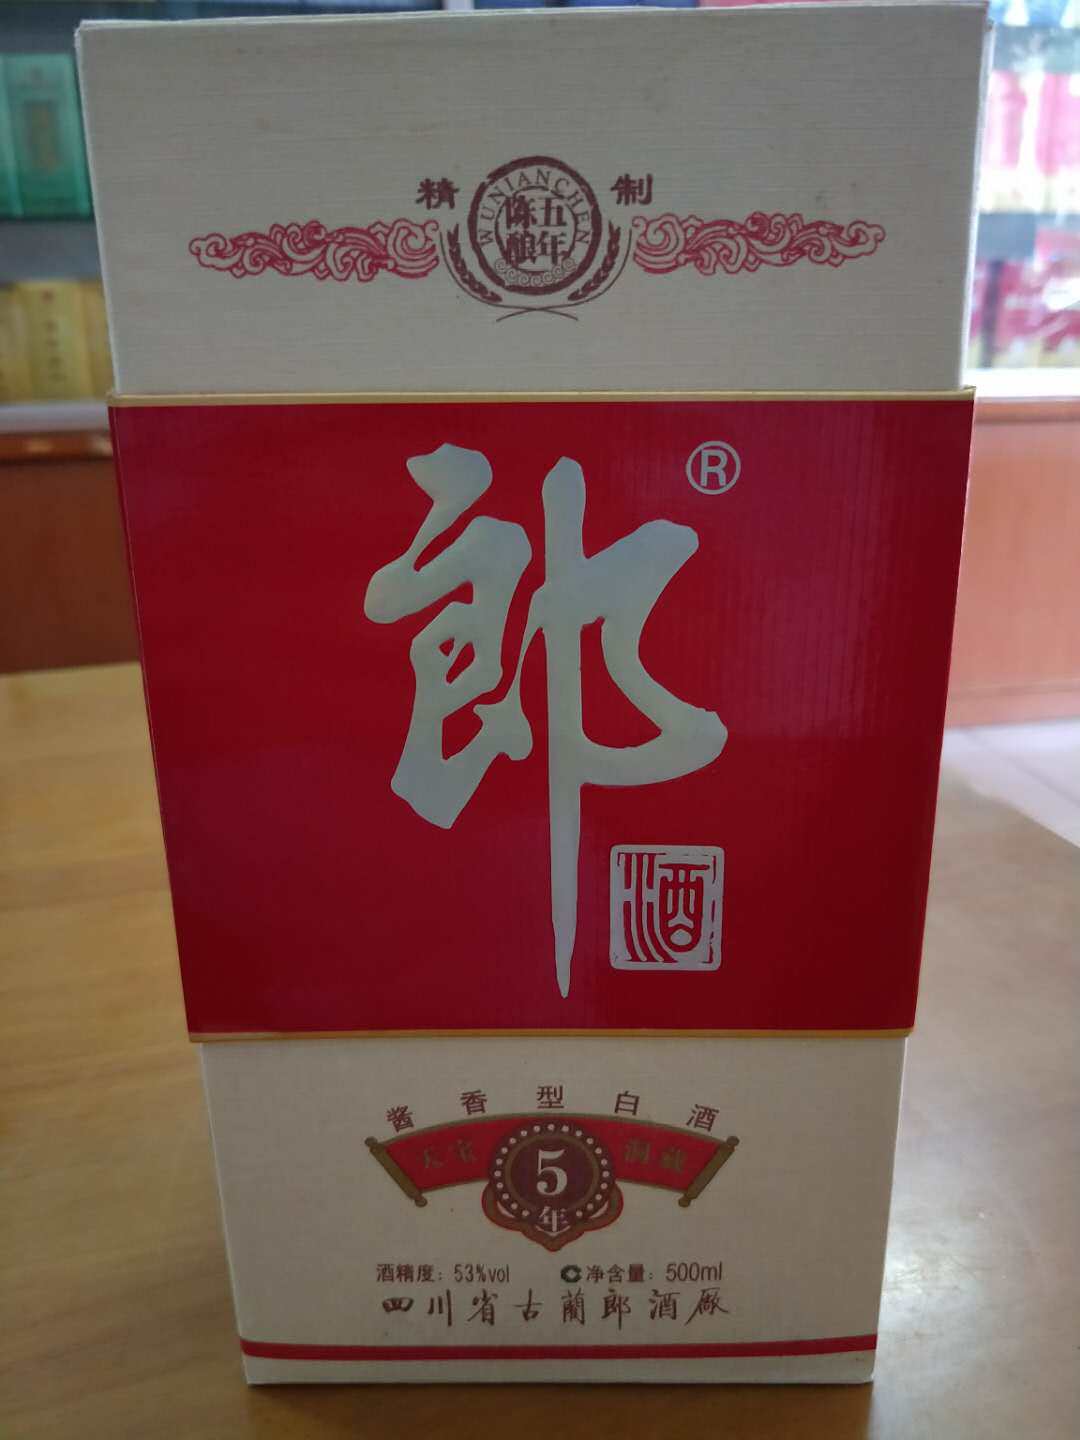 精 制
WUNIANCHEN
五年
陈酿
郎®
酒
酱香型白酒
天宝 洞藏
5
年
酒精度：53%vol 净含量：500ml
四川省古蔺郎酒厰